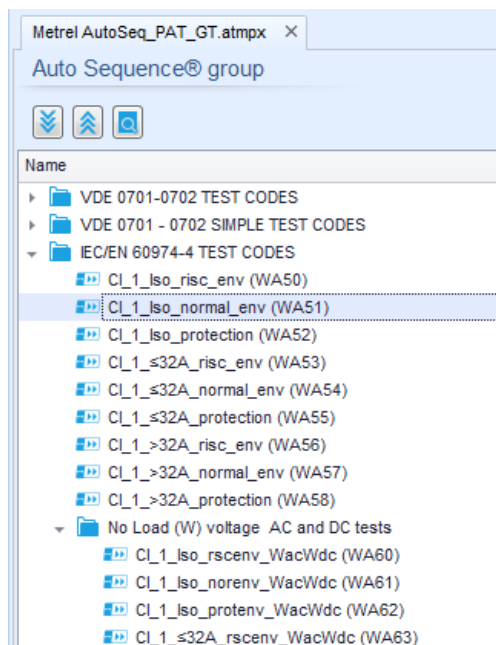 Metrel AutoSeq_PAT_GT.atmpx ×
Auto Sequence® group
Name
VDE 0701-0702 TEST CODES
VDE 0701 - 0702 SIMPLE TEST CODES
IEC/EN 60974-4 TEST CODES
Cl_1_Iso_risc_env (WA50)
Cl_1_Iso_normal_env (WA51)
Cl_1_Iso_protection (WA52)
Cl_1_≤32A_risc_env (WA53)
Cl_1_≤32A_normal_env (WA54)
Cl_1_≤32A_protection (WA55)
Cl_1_>32A_risc_env (WA56)
Cl_1_>32A_normal_env (WA57)
Cl_1_>32A_protection (WA58)
No Load (W) voltage  AC and DC tests
Cl_1_Iso_rscenv_WacWdc (WA60)
Cl_1_Iso_norenv_WacWdc (WA61)
Cl_1_Iso_protenv_WacWdc (WA62)
Cl_1_≤32A_rscenv_WacWdc (WA63)